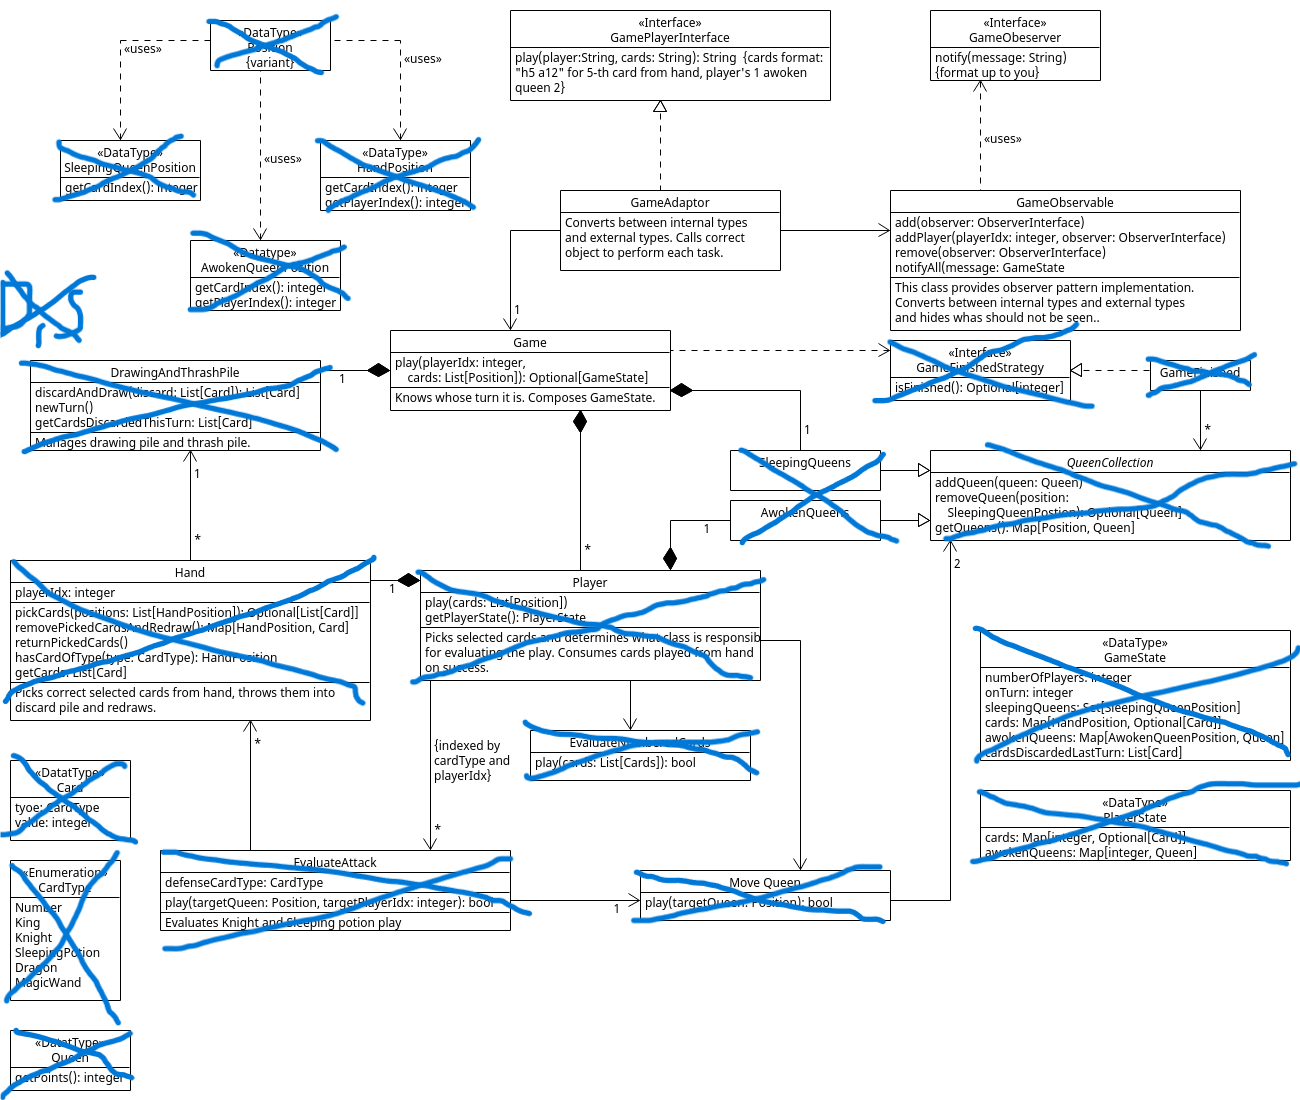 «DataType»
Position
{variant}
«uses»
«uses»
«uses»
«DataType»
SleepingQueenPosition
getCardIndex(): integer
«DataType»
HandPosition
getCardIndex(): integer
getPlayerIndex(): integer
«Datatype»
AwokenQueenPosition
getCardIndex(): integer
getPlayerIndex(): integer
«Interface»
GamePlayerInterface
play(player:String, cards: String): String {cards format:
"h5 a12" for 5-th card from hand, player's 1 awoken
queen 2}
«Interface»
GameObeserver
notify(message: String)
{format up to you}
«uses»
GameAdaptor
Converts between internal types
and external types. Calls correct
object to perform each task.
GameObservable
add(observer: ObserverInterface)
addPlayer(playerIdx: integer, observer: ObserverInterface)
remove(observer: ObserverInterface)
notifyAll(message: GameState
This class provides observer pattern implementation.
Converts between internal types and external types
and hides whas should not be seen..
1
Game
play(playerIdx: integer,
cards: List[Position]): Optional[GameState]
Knows whose turn it is. Composes GameState.
«Interface»
GameFinishedStrategy
isFinished(): Optional[integer]
GameFinished
*
DrawingAndThrashPile
discardAndDraw(discard: List[Card]): List[Card]
newTurn()
getCardsDiscardedThisTurn: List[Card]
Manages drawing pile and thrash pile.
1
1
1
SleepingQueens
AwokenQueens
1
QueenCollection
addQueen(queen: Queen)
removeQueen(position:
SleepingQueenPostion): Optional[Queen]
getQueens(): Map[Position, Queen]
2
*
*
Hand
playerIdx: integer
pickCards(positions: List[HandPosition]): Optional[List[Card]]
removePickedCardsAndRedraw(): Map[HandPosition, Card]
returnPickedCards()
hasCardOfType(type: CardType): HandPosition
getCards: List[Card]
Picks correct selected cards from hand, throws them into
discard pile and redraws.
1
Player
play(cards: List[Position])
getPlayerState(): PlayerState
Picks selected cards and determines what class is responsib
for evaluating the play. Consumes cards played from hand
on success.
«DataType»
GameState
numberOfPlayers: integer
onTurn: integer
sleepingQueens: Set[SleepingQueenPosition]
cards: Map[HandPosition, Optional[Card]]
awokenQueens: Map[AwokenQueenPosition, Queen]
cardsDiscardedLastTurn: List[Card]
*
{indexed by
cardType and
playerIdx}
*
EvaluateNumberedCards
play(cards: List[Cards]): bool
«DatatType»
Card
tyoe: CardType
value: integer
«DataType»
PlayerState
cards: Map[integer, Optional[Card]]
awokenQueens: Map[integer, Queen]
«Enumeration»
CardType
Number
King
Knight
SleepingPotion
Dragon
MagicWand
EvaluateAttack
defenseCardType: CardType
play(targetQueen: Position, targetPlayerIdx: integer): bool
Evaluates Knight and Sleeping potion play
1
Move Queen
play(targetQueen: Position): bool
«DatatType»
Queen
getPoints(): integer